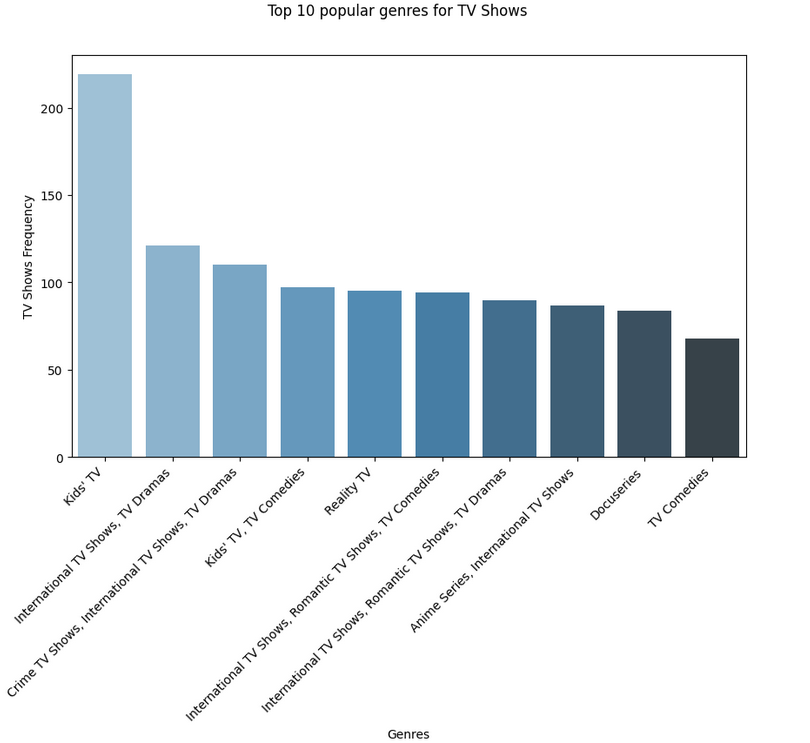 Top 10 popular genres for TV Shows
TV Shows Frequency
200
150
100
50
0
Kids' TV
International TV Shows, TV Dramas
Crime TV Shows, International TV Shows, TV Dramas
Kids' TV, TV Comedies
Reality TV
International TV Shows, Romantic TV Shows, TV Comedies
International TV Shows, Romantic TV Shows, TV Dramas
Anime Series, International TV Shows
Docuseries
TV Comedies
Genres